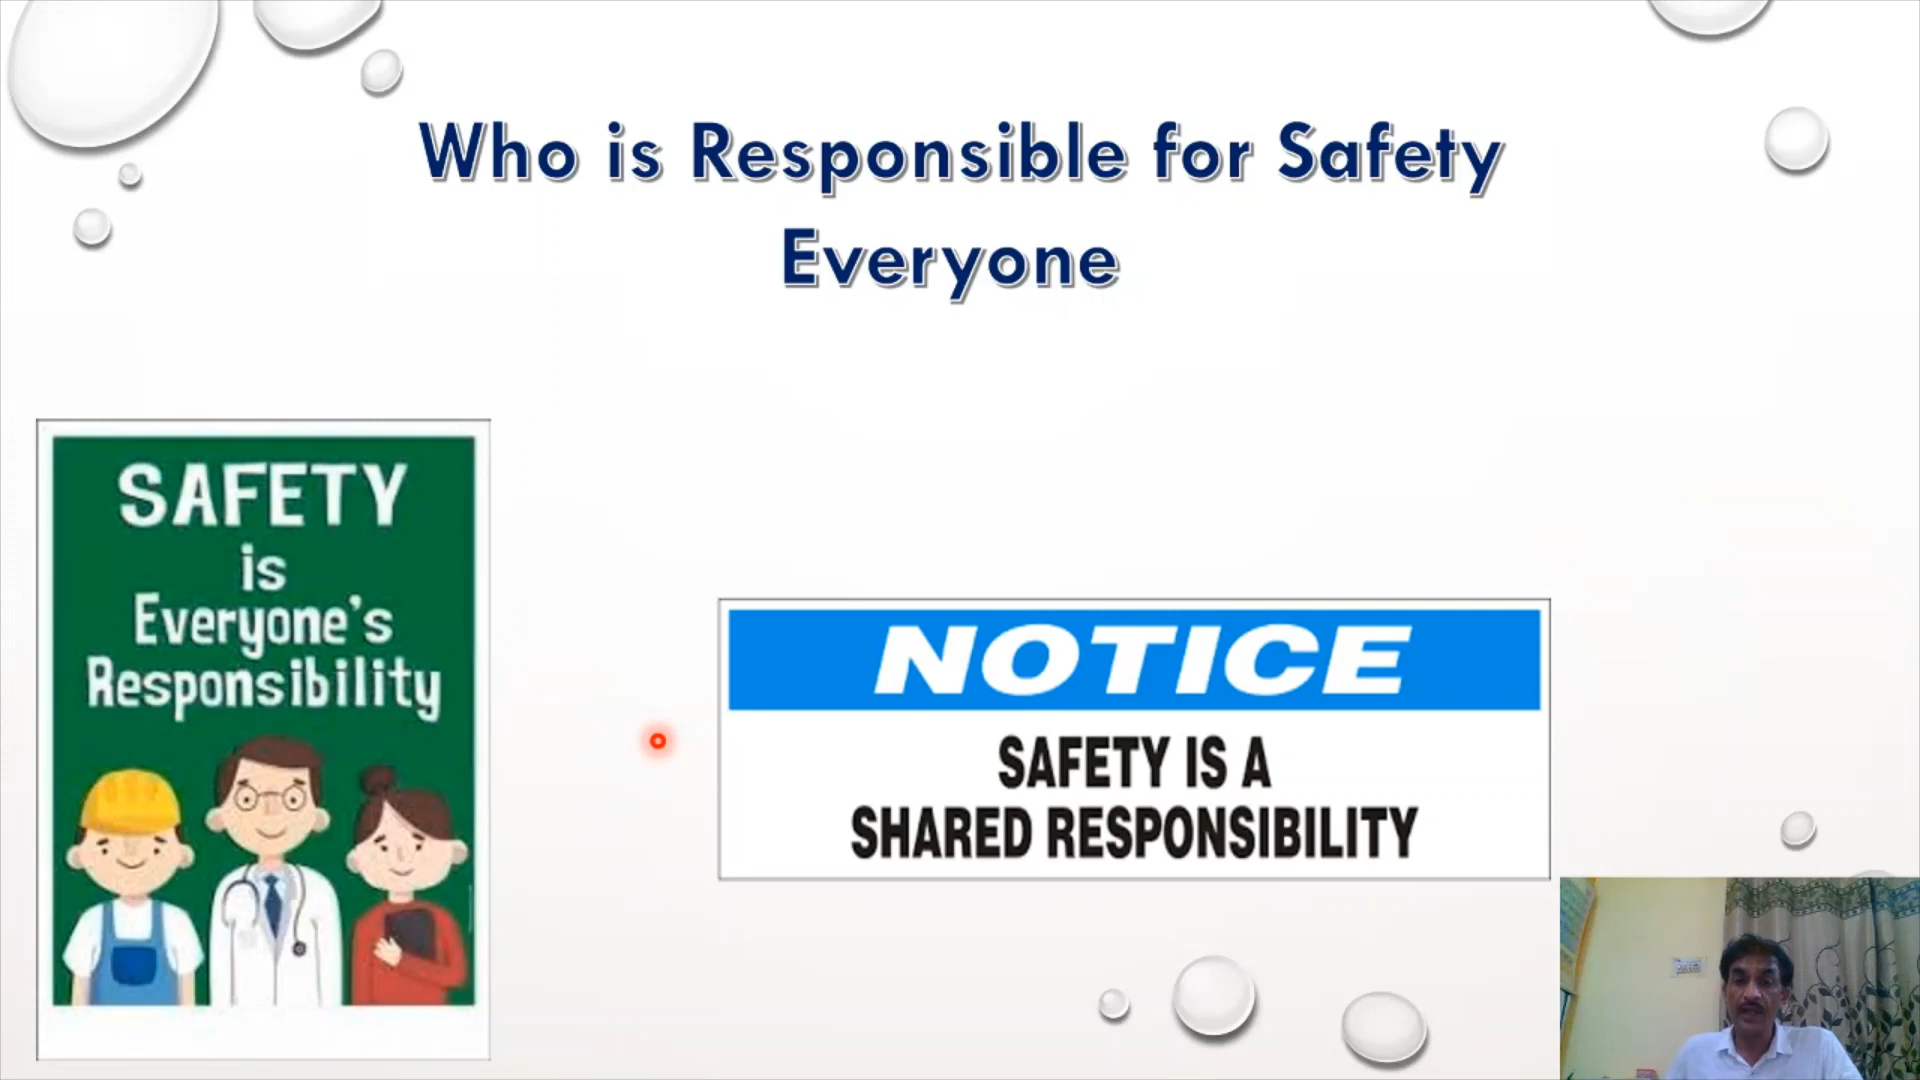 Who is Responsible for Safety
Everyone
SAFETY
is
Everyone's
Responsibility
NOTICE
SAFETY IS A
SHARED RESPONSIBILITY